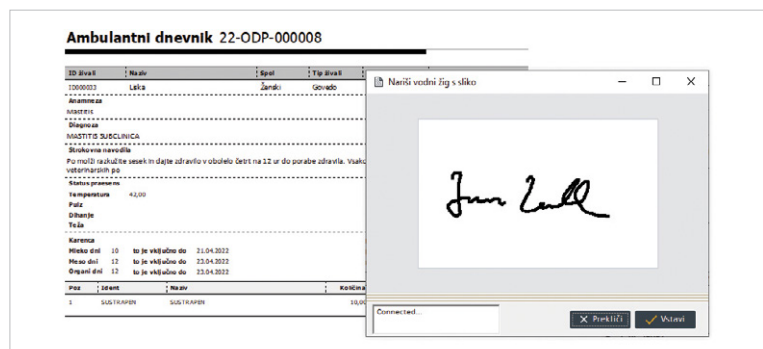 Ambulantni dnevnik 22-ODP-000008
ID živali Naziv Spol Tip živali
ID000033 Leka Ženski Govedo
Anamneza
MASTITIS
Diagnoza
MASTITIS SUBCLINICA
Strokovna navodila
Po molži razkužite sesek in dajte zdravilo v obolelo četrt na 12 ur do porabe zdravila. Vsako
veterinarskih po
Status praesens
Temperatura 42,00
Pulz
Dihanje
Teža
Karenca
Mleko dni 10 to je vključno do 21.04.2022
Meso dni 12 to je vključno do 23.04.2022
Organi dni 12 to je vključno do 23.04.2022
Poz Ident Naziv Količina
1 SUSTRAPEN SUSTRAPEN 10,00
Nariši vodni žig s sliko
Connected...
Prekliči Vstavi